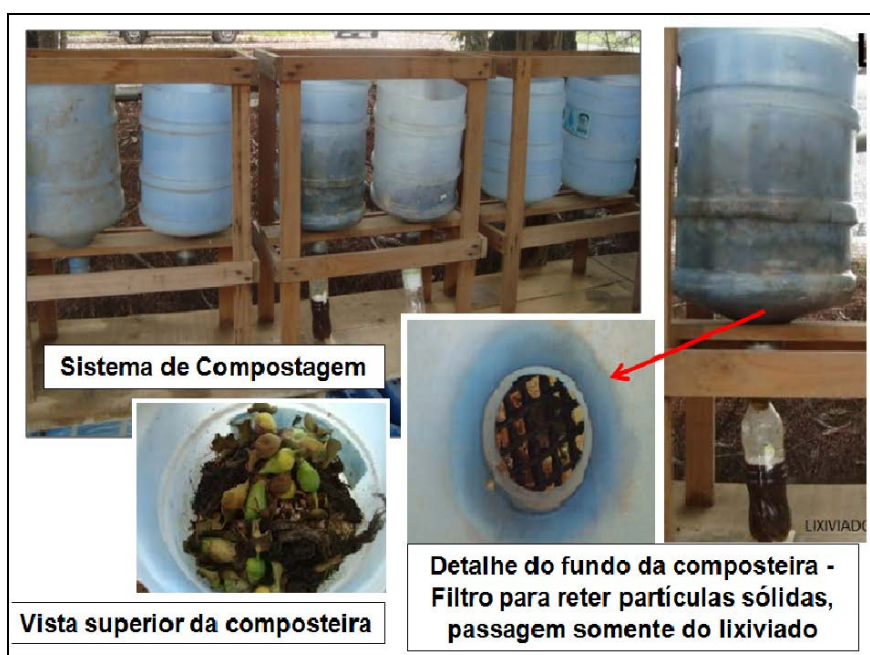 Sistema de Compostagem
LIXIVIADO
Vista superior da composteira
Detalhe do fundo da composteira -
Filtro para reter partículas sólidas,
passagem somente do lixiviado